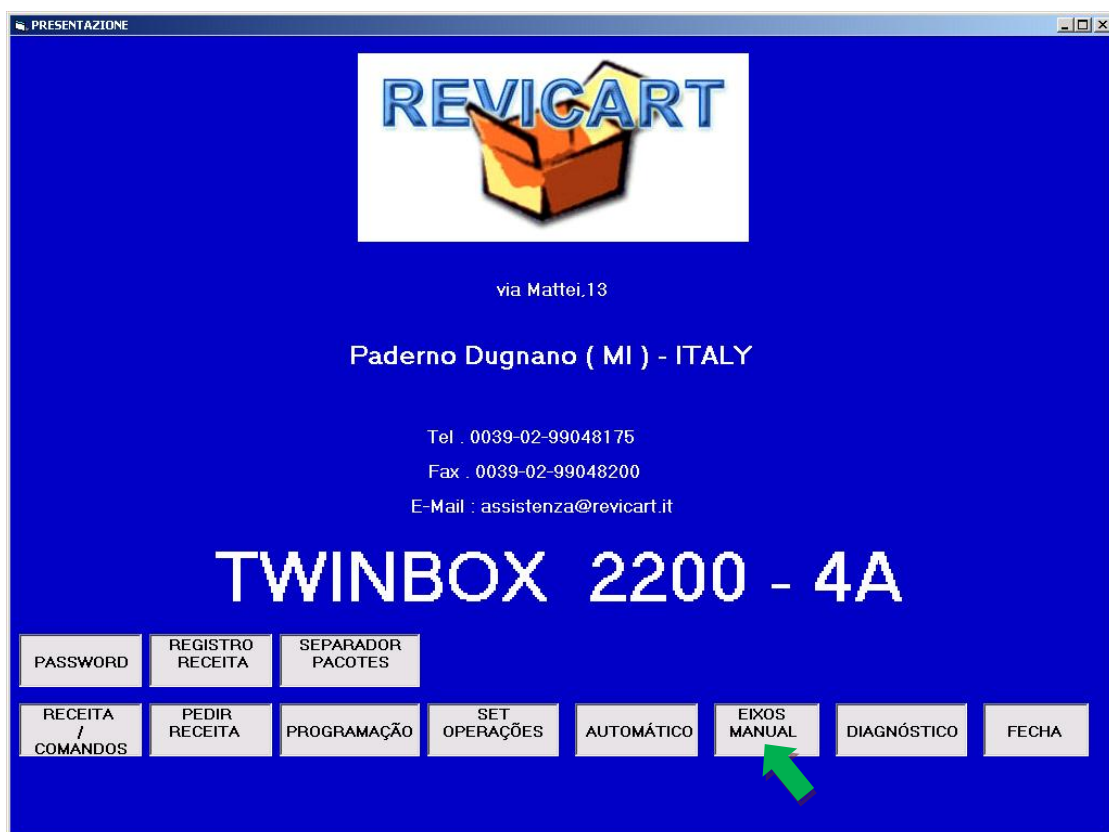 PRESENTAZIONE
REVICART
via Mattei,13
Paderno Dugnano ( MI ) - ITALY
Tel . 0039-02-99048175
Fax . 0039-02-99048200
E-Mail : assistenza@revicart.it
TWINBOX 2200 - 4A
PASSWORD
REGISTRO
RECEITA
SEPARADOR
PACOTES
RECEITA
/
COMANDOS
PEDIR
RECEITA
PROGRAMAÇÃO
SET
OPERAÇÕES
AUTOMÁTICO
EIXOS
MANUAL
DIAGNÓSTICO
FECHA